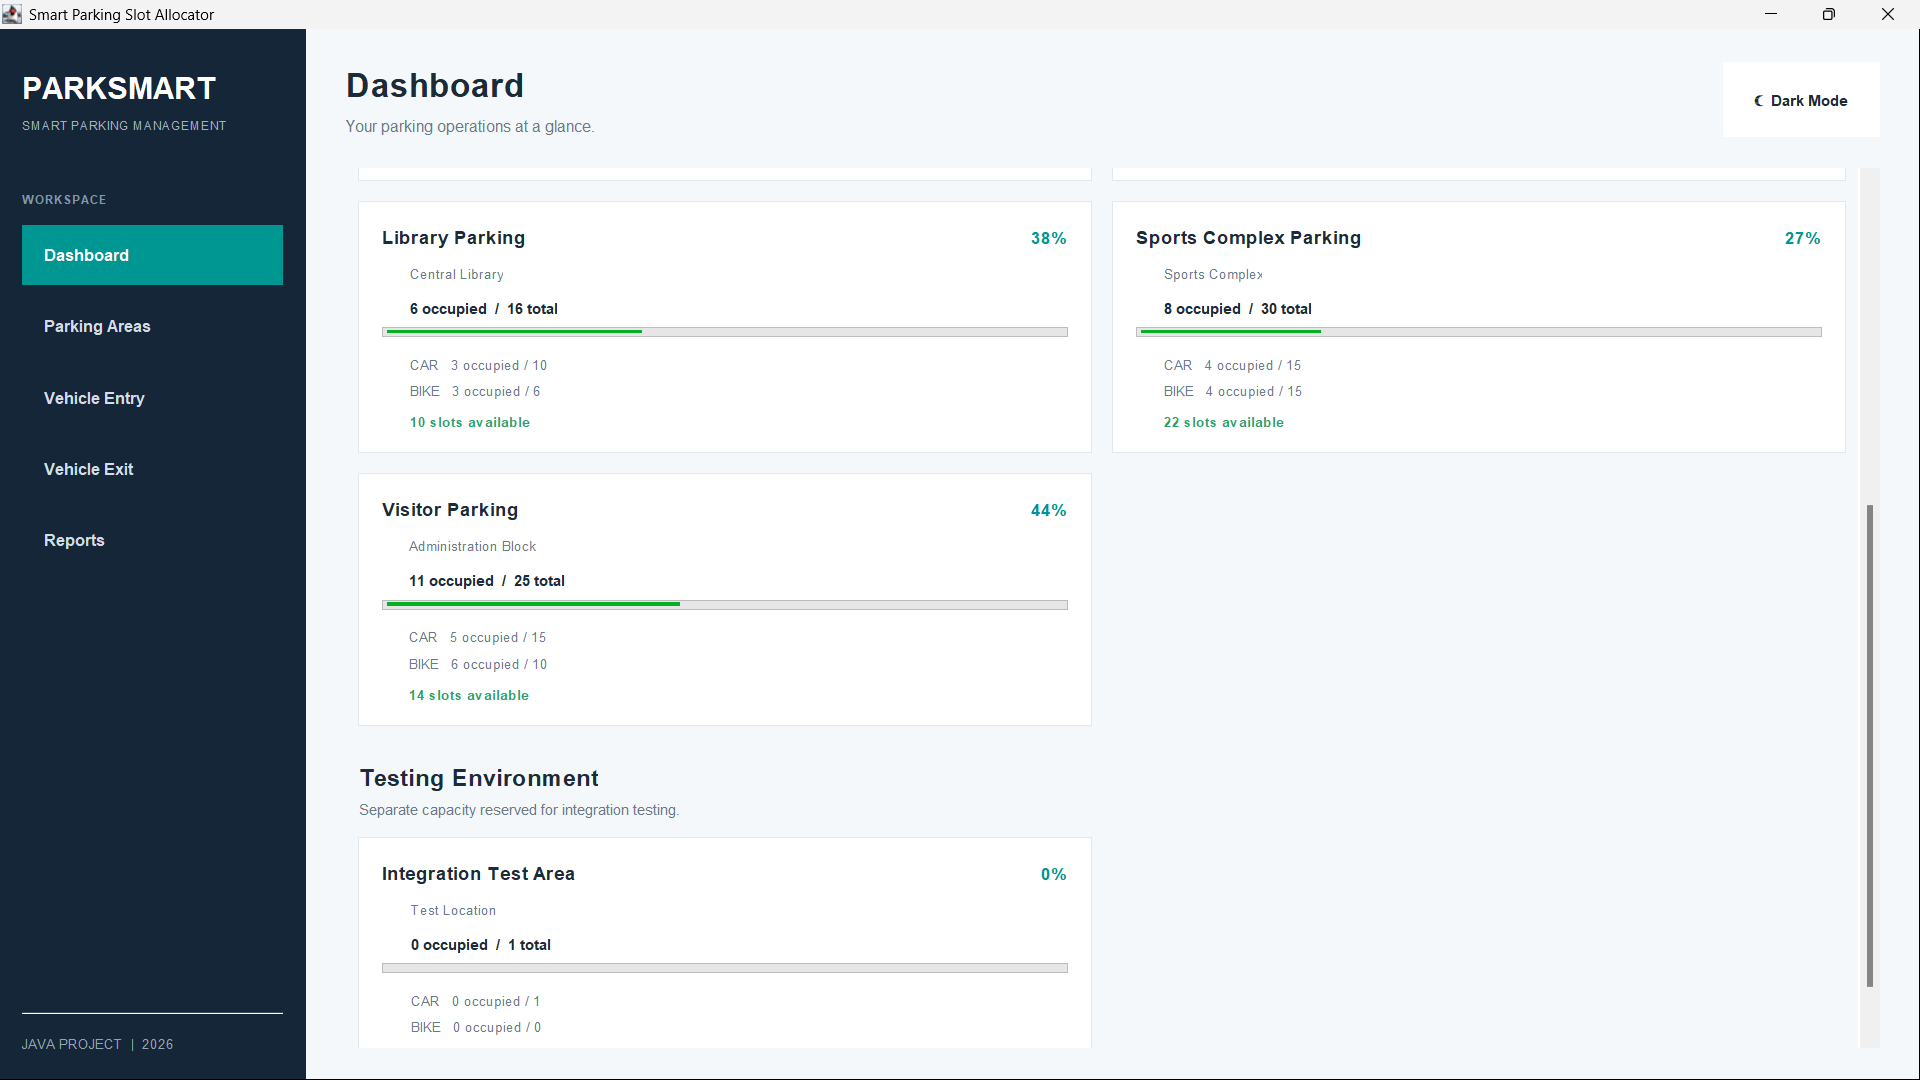 Smart Parking Slot Allocator
PARKSMART
SMART PARKING MANAGEMENT
WORKSPACE
Dashboard
Parking Areas
Vehicle Entry
Vehicle Exit
Reports
JAVA PROJECT | 2026
Dashboard
Your parking operations at a glance.
Dark Mode
Library Parking 38%
Central Library
6 occupied / 16 total
CAR 3 occupied / 10
BIKE 3 occupied / 6
10 slots available
Sports Complex Parking 27%
Sports Complex
8 occupied / 30 total
CAR 4 occupied / 15
BIKE 4 occupied / 15
22 slots available
Visitor Parking 44%
Administration Block
11 occupied / 25 total
CAR 5 occupied / 15
BIKE 6 occupied / 10
14 slots available
Testing Environment
Separate capacity reserved for integration testing.
Integration Test Area 0%
Test Location
0 occupied / 1 total
CAR 0 occupied / 1
BIKE 0 occupied / 0